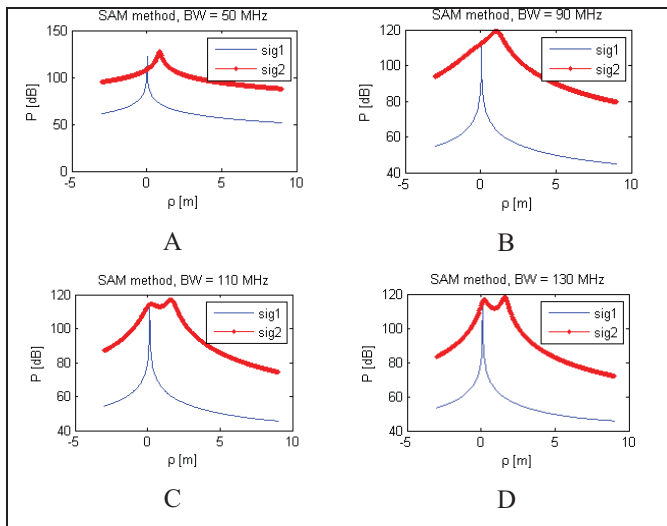 SAM method, BW = 50 MHz
150
100
50
0
P [dB]
-5
0
5
10
ρ [m]
sig1
sig2
A
SAM method, BW = 90 MHz
120
100
80
60
40
P [dB]
-5
0
5
10
ρ [m]
sig1
sig2
B
SAM method, BW = 110 MHz
120
100
80
60
40
P [dB]
-5
0
5
10
ρ [m]
sig1
sig2
C
SAM method, BW = 130 MHz
120
100
80
60
40
P [dB]
-5
0
5
10
ρ [m]
sig1
sig2
D